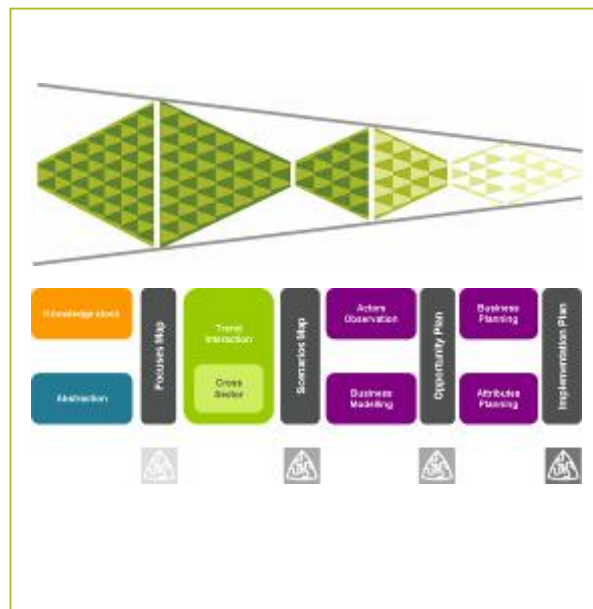 Knowledge stock
Abstraction
Focuses Map
Trend
Interaction
Cross
Sector
Scenarios Map
Actors
Observation
Business
Modelling
Opportunity Plan
Business
Planning
Attributes
Planning
Implementation Plan